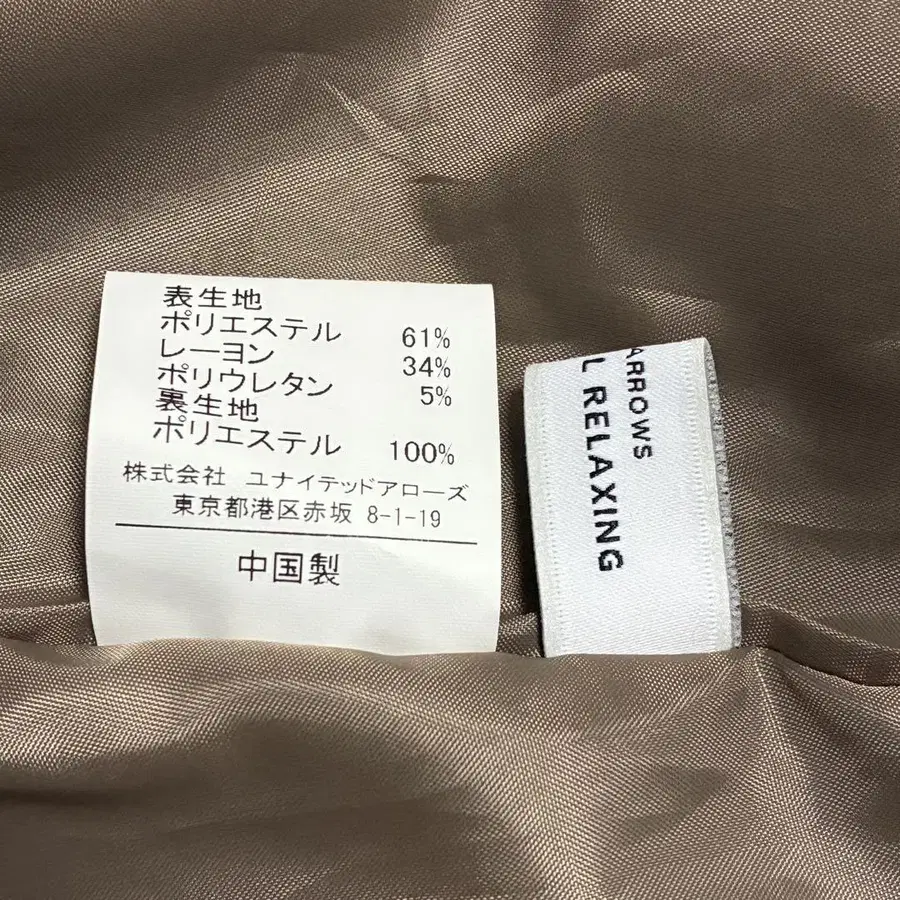 表生地
ポリエステル 61%
レーヨン 34%
ポリウレタン 5%
裏生地
ポリエステル 100%
株式会社 ユナイテッドアローズ
東京都港区赤坂 8-1-19
中国製
ARROWS
L RELAXING